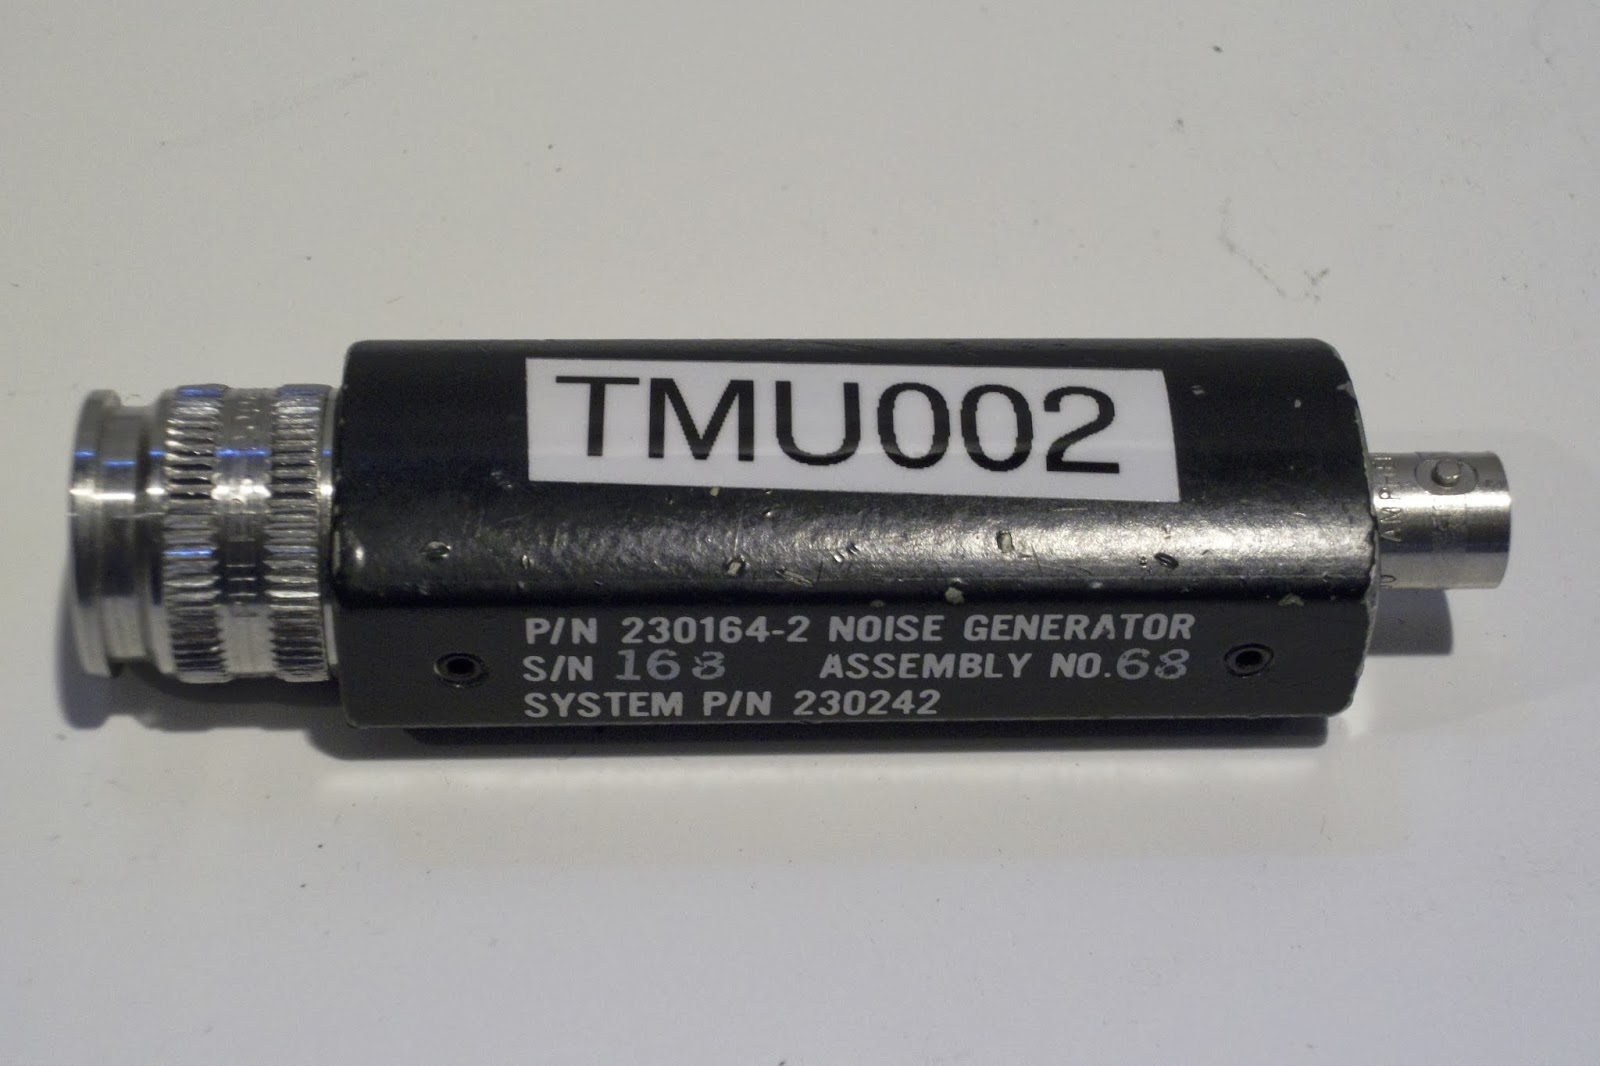 TMU002
P/N 230164-2 NOISE GENERATOR
S/N 168 ASSEMBLY NO. 68
SYSTEM P/N 230242